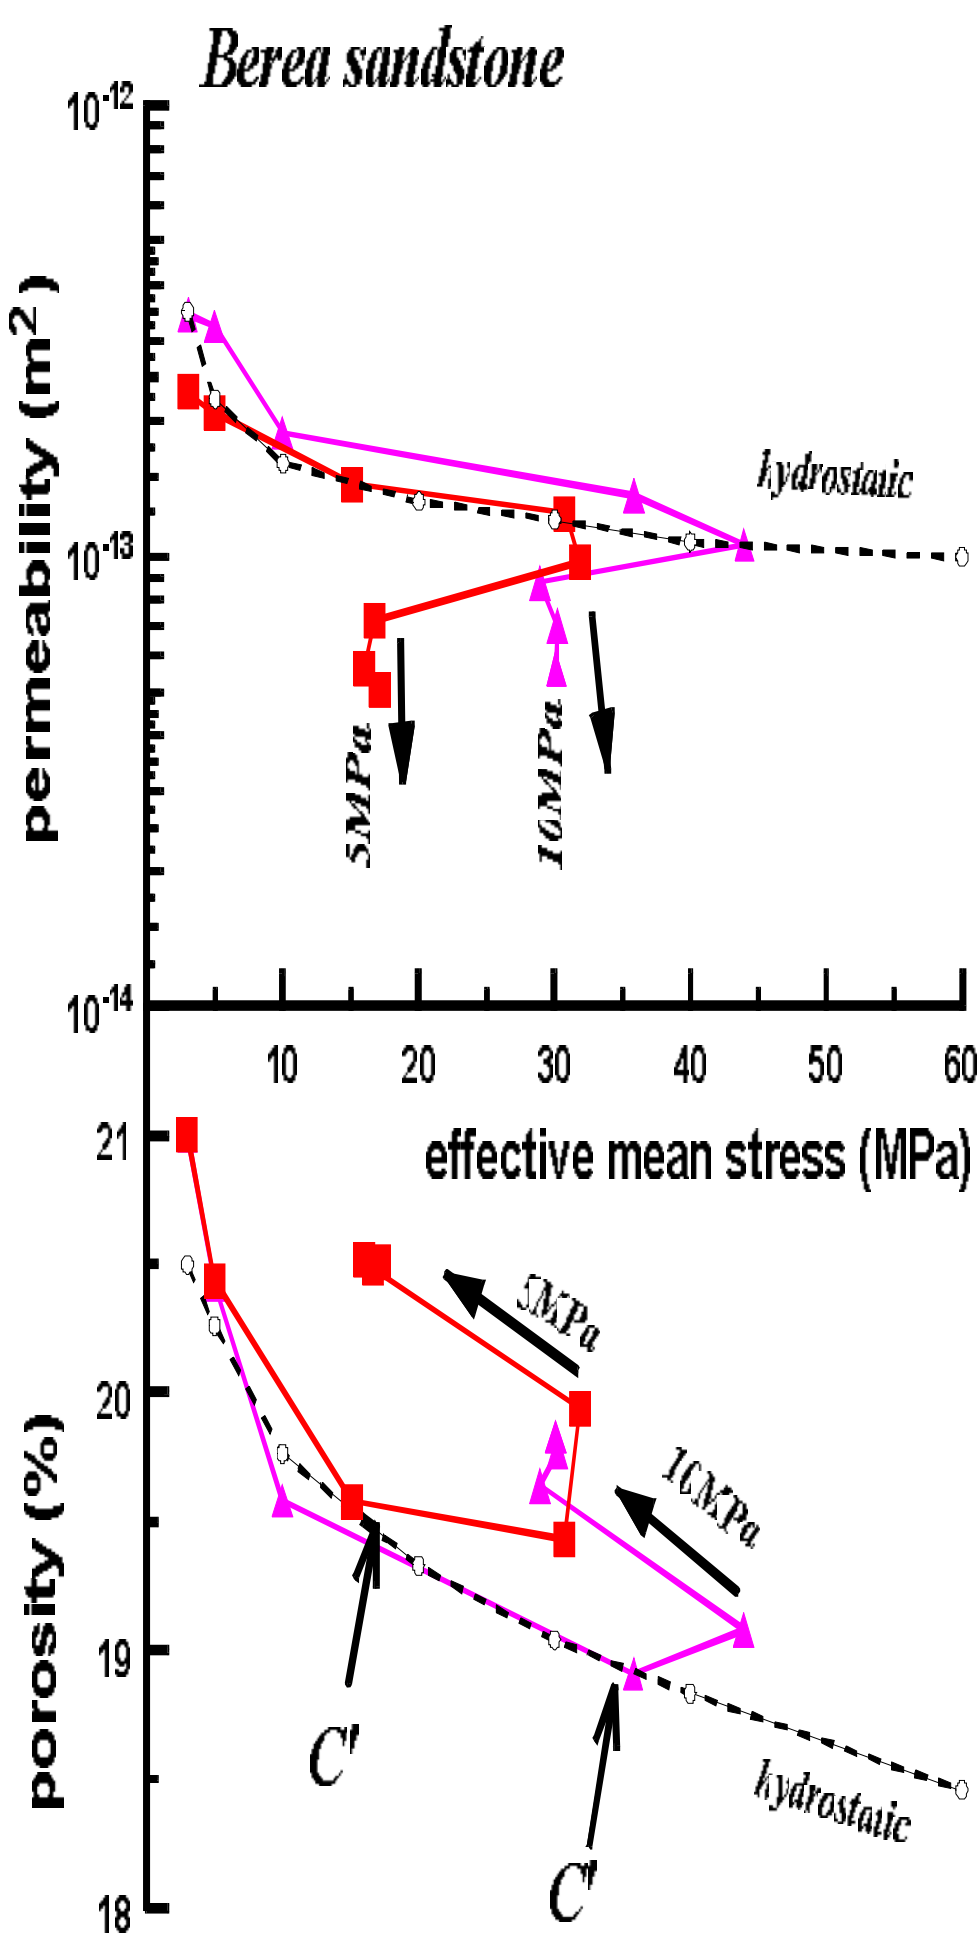 Berea sandstone
10-12
permeability (m2)
hydrostatic
10-13
5MPa
10MPa
10-14
10 20 30 40 50 60
effective mean stress (MPa)
21
5MPa
20
10MPa
porosity (%)
19
C'
hydrostatic
C'
18